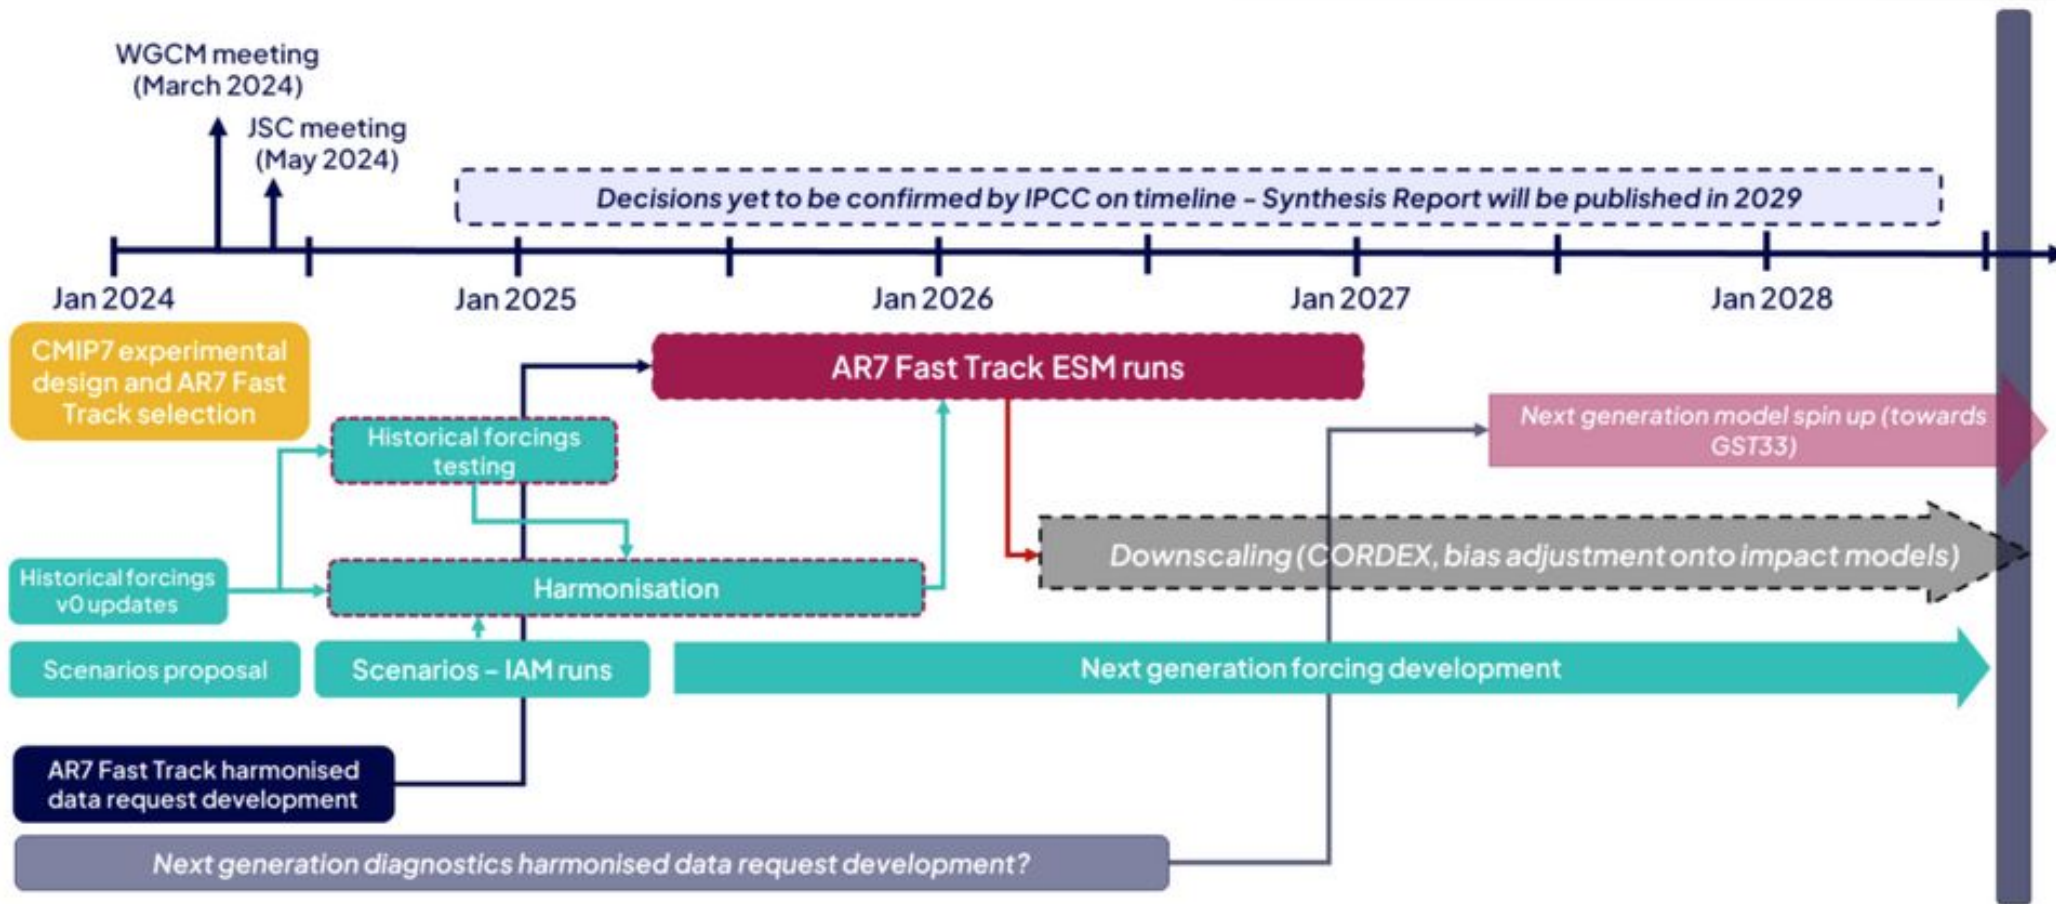 WGCM meeting
(March 2024)
JSC meeting
(May 2024)
Decisions yet to be confirmed by IPCC on timeline – Synthesis Report will be published in 2029
Jan 2024
Jan 2025
Jan 2026
Jan 2027
Jan 2028
CMIP7 experimental
design and AR7 Fast
Track selection
AR7 Fast Track ESM runs
Next generation model spin up (towards
GST33)
Historical forcings
testing
Downscaling (CORDEX, bias adjustment onto impact models)
Historical forcings
v0 updates
Harmonisation
Scenarios proposal
Scenarios – IAM runs
Next generation forcing development
AR7 Fast Track harmonised
data request development
Next generation diagnostics harmonised data request development?